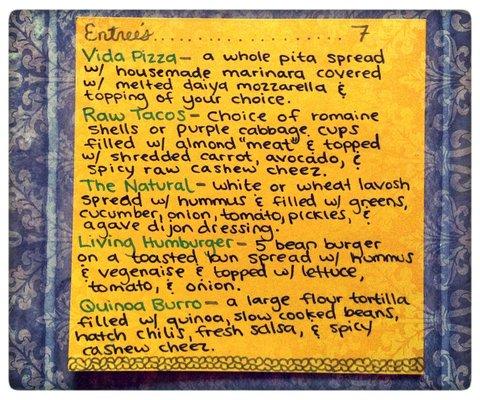 Entree's.....................7
Vida Pizza - a whole pita spread
w/ housemade marinara covered
w/ melted daiya mozzarella &
topping of your choice.
Raw Tacos - Choice of romaine
shells or purple cabbage cups
filled w/ almond "meat" & topped
w/ shredded carrot, avocado, &
spicy raw cashew cheez.
The Natural - white or wheat lavosh
spread w/ hummus & filled w/ greens,
cucumber, onion, tomato, pickles, &
agave dijon dressing.
Living Humburger - 5 bean burger
on a toasted bun spread w/ hummus
& vegenaise & topped w/ lettuce,
tomato, & onion.
Quinoa Burro - a large flour tortilla
filled w/ quinoa, slow cooked beans,
hatch chilis, fresh salsa, & spicy
cashew cheez.